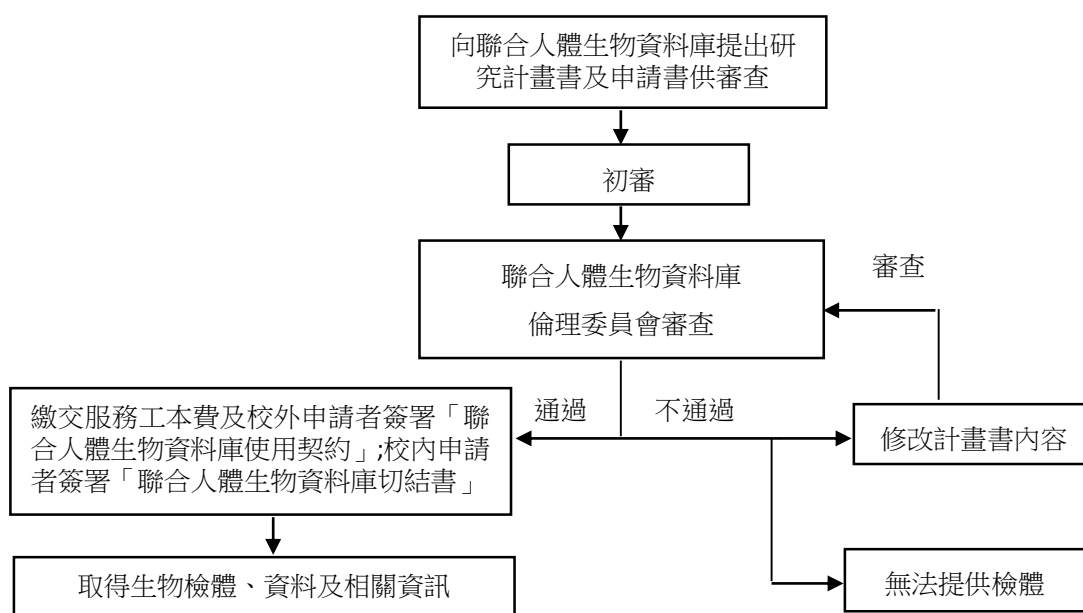 向聯合人體生物資料庫提出研
究計畫書及申請書供審查
初審
聯合人體生物資料庫
倫理委員會審查
審查
通過
不通過
繳交服務工本費及校外申請者簽署「聯
合人體生物資料庫使用契約」;校內申請
者簽署「聯合人體生物資料庫切結書」
修改計畫書內容
取得生物檢體、資料及相關資訊
無法提供檢體